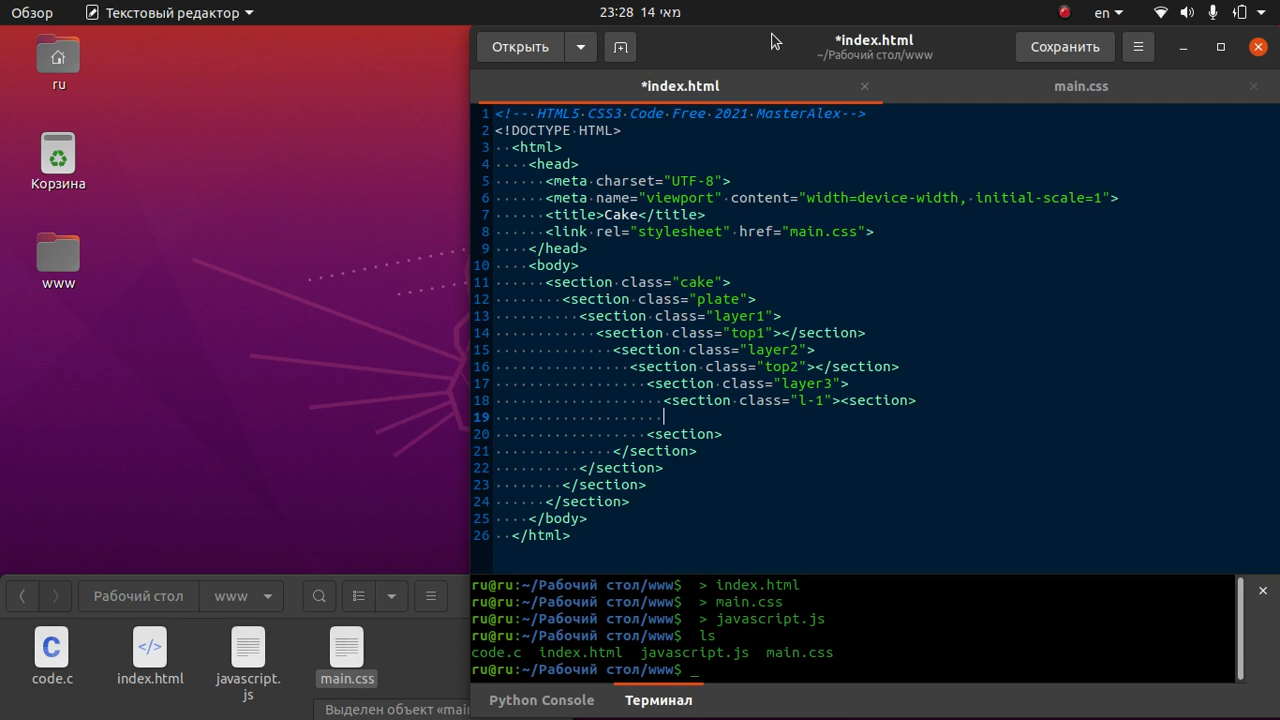 Обзор
Текстовый редактор
23:28 14 מאי
en
ru
Корзина
www
Открыть
*index.html
~/Рабочий стол/www
Сохранить
*index.html
main.css
1 <!-- HTML5 CSS3 Code Free 2021 MasterAlex-->
2 <!DOCTYPE HTML>
3 <html>
4 <head>
5 <meta charset="UTF-8">
6 <meta name="viewport" content="width=device-width, initial-scale=1">
7 <title>Cake</title>
8 <link rel="stylesheet" href="main.css">
9 </head>
10 <body>
11 <section class="cake">
12 <section class="plate">
13 <section class="layer1">
14 <section class="top1"></section>
15 <section class="layer2">
16 <section class="top2"></section>
17 <section class="layer3">
18 <section class="l-1"><section>
19
20 <section>
21 </section>
22 </section>
23 </section>
24 </section>
25 </body>
26 </html>
ru@ru:~/Рабочий стол/www$ > index.html
ru@ru:~/Рабочий стол/www$ > main.css
ru@ru:~/Рабочий стол/www$ > javascript.js
ru@ru:~/Рабочий стол/www$ ls
code.c index.html javascript.js main.css
ru@ru:~/Рабочий стол/www$ _
Python Console
Терминал
Рабочий стол
www
code.c
index.html
javascript.
js
main.css
Выделен объект «mai